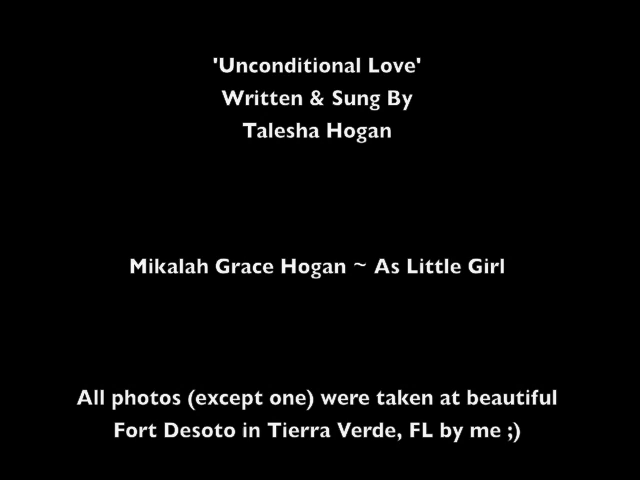 'Unconditional Love'
Written & Sung By
Talesha Hogan
Mikalah Grace Hogan ~ As Little Girl
All photos (except one) were taken at beautiful
Fort Desoto in Tierra Verde, FL by me ;)